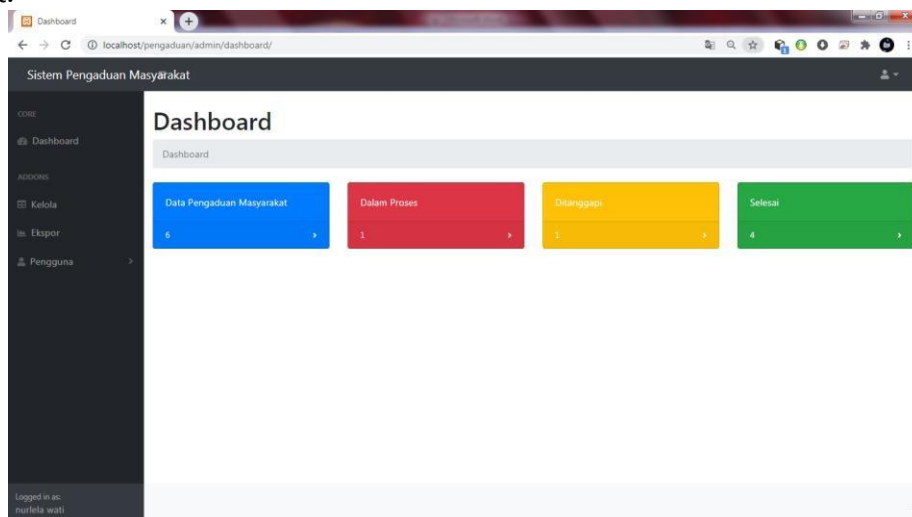 Dashboard
localhost/pengaduan/admin/dashboard/
Sistem Pengaduan Masyarakat
CORE
Dashboard
ADDONS
Kelola
Ekspor
Pengguna
Dashboard
Dashboard
Data Pengaduan Masyarakat
6
Dalam Proses
1
Ditanggapi
1
Selesai
4
Logged in as:
nurlela wati